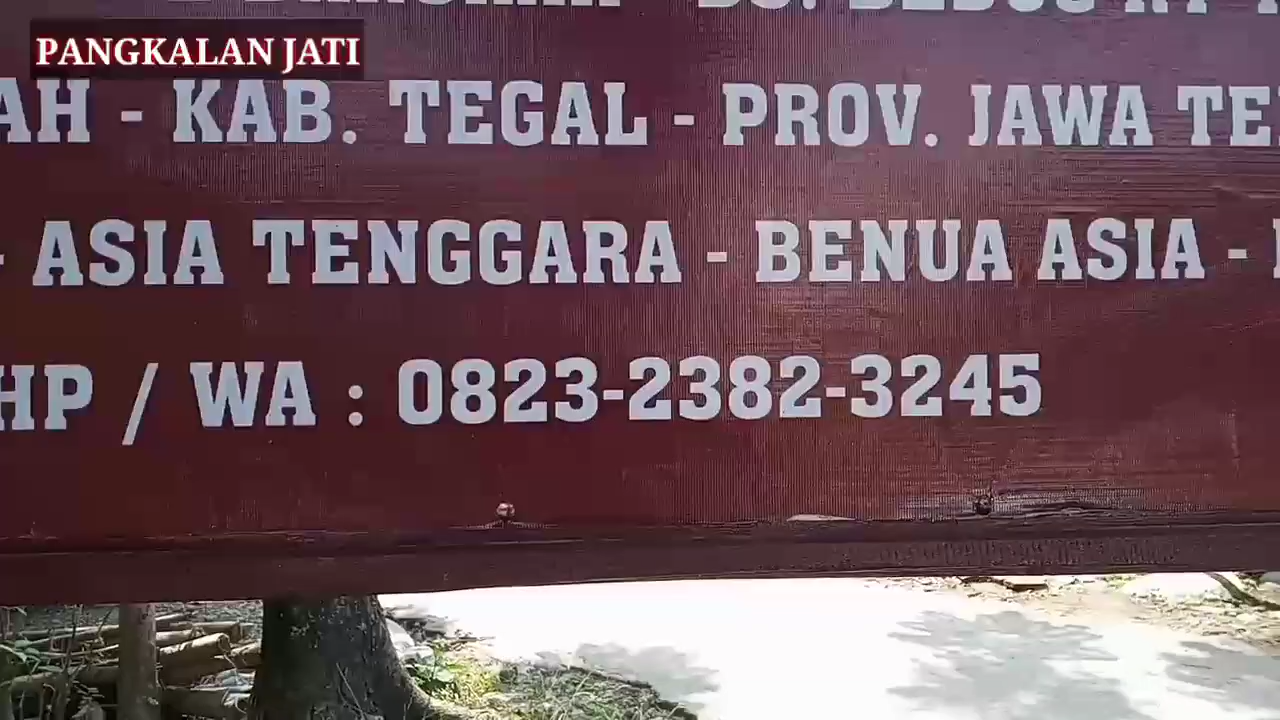 PANGKALAN JATI
AH - KAB. TEGAL - PROV. JAWA TE
- ASIA TENGGARA - BENUA ASIA -
HP / WA : 0823-2382-3245